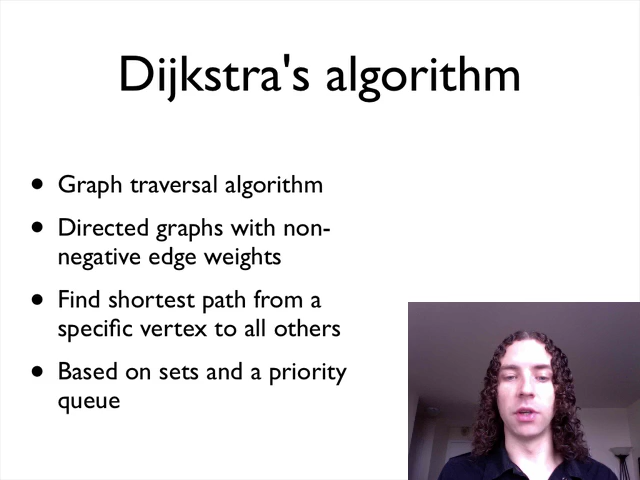 Dijkstra's algorithm
• Graph traversal algorithm
• Directed graphs with non-
negative edge weights
• Find shortest path from a
specific vertex to all others
• Based on sets and a priority
queue